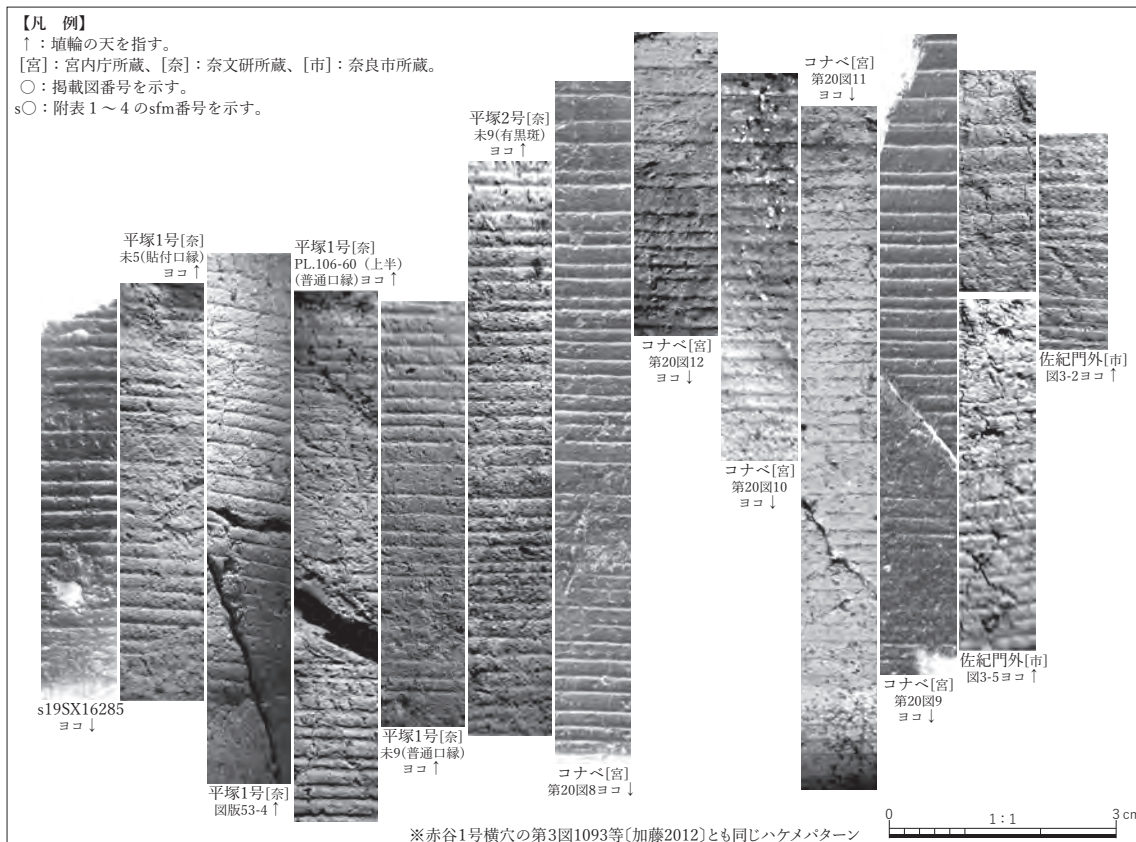 【凡　例】
↑：埴輪の天を指す。
[宮]：宮内庁所蔵、[奈]：奈文研所蔵、[市]：奈良市所蔵。
○：掲載図番号を示す。
s○：附表１～４のsfm番号を示す。
s19SX16285
ヨコ↓
平塚1号[奈]
未5(貼付口縁)
ヨコ↑
平塚1号[奈]
図版53-4↑
平塚1号[奈]
PL.106-60（上半）
(普通口縁)ヨコ↑
平塚1号[奈]
未9(普通口縁)
ヨコ↑
平塚2号[奈]
未9(有黒斑)
ヨコ↑
コナベ[宮]
第20図8ヨコ↓
コナベ[宮]
第20図12
ヨコ↓
コナベ[宮]
第20図10
ヨコ↓
コナベ[宮]
第20図11
ヨコ↓
コナベ[宮]
第20図9
ヨコ↓
佐紀門外[市]
図3-5ヨコ↑
佐紀門外[市]
図3-2ヨコ↑
※赤谷1号横穴の第3図1093等〔加藤2012〕とも同じハケメパターン
0　1：1　3 cm